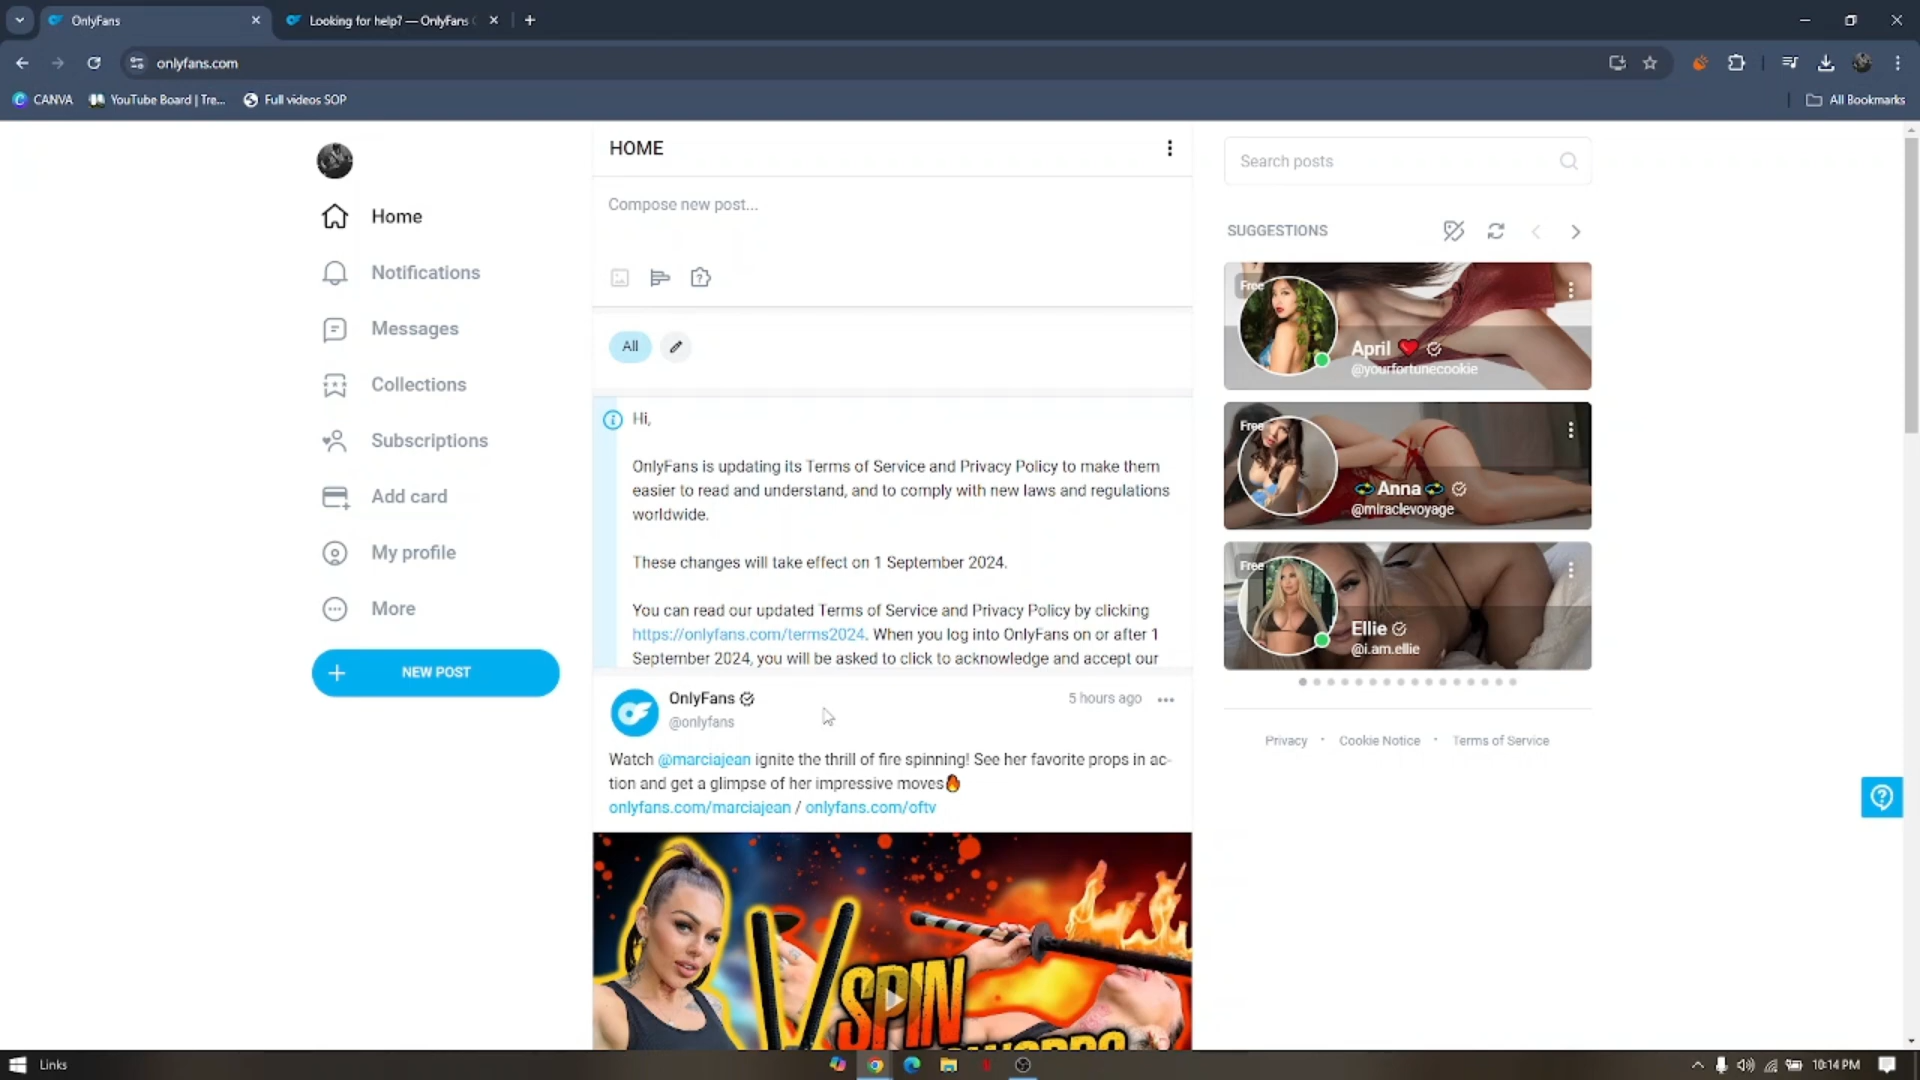 OnlyFans
Looking for help? — OnlyFans
onlyfans.com
CANVA
YouTube Board | Tre...
Full videos SOP
All Bookmarks
Home
Notifications
Messages
Collections
Subscriptions
Add card
My profile
More
NEW POST
HOME
Compose new post...
All
Hi,
OnlyFans is updating its Terms of Service and Privacy Policy to make them
easier to read and understand, and to comply with new laws and regulations
worldwide.
These changes will take effect on 1 September 2024.
You can read our updated Terms of Service and Privacy Policy by clicking
https://onlyfans.com/terms2024. When you log into OnlyFans on or after 1
September 2024, you will be asked to click to acknowledge and accept our
OnlyFans
@onlyfans
5 hours ago
Watch @marciajean ignite the thrill of fire spinning! See her favorite props in ac-
tion and get a glimpse of her impressive moves🔥
onlyfans.com/marciajean / onlyfans.com/oftv
SPIN
Search posts
SUGGESTIONS
Free
April ❤️
@yourfortunecookie
Free
Anna
@miraclevoyage
Free
Ellie
@i.am.ellie
Privacy · Cookie Notice · Terms of Service
Links
10:14 PM